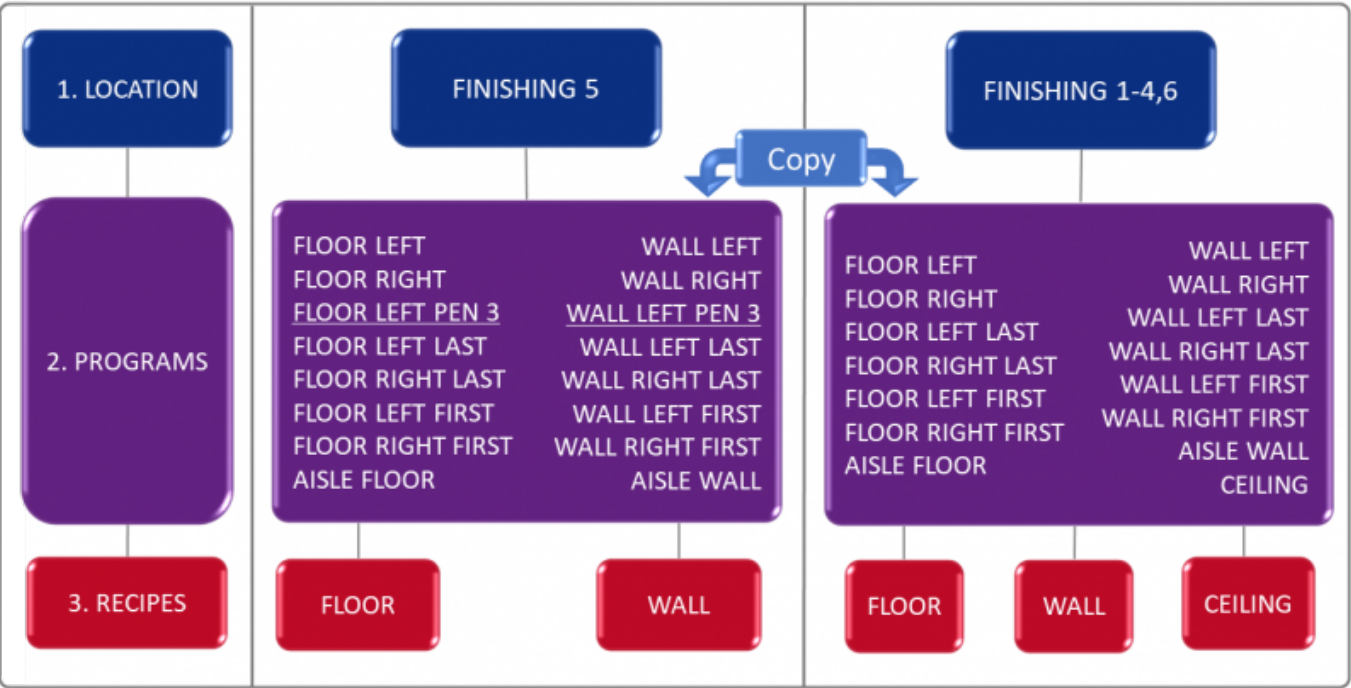 1. LOCATION
FINISHING 5
FINISHING 1-4,6
Copy
2. PROGRAMS
FLOOR LEFT
FLOOR RIGHT
FLOOR LEFT PEN 3
FLOOR LEFT LAST
FLOOR RIGHT LAST
FLOOR LEFT FIRST
FLOOR RIGHT FIRST
AISLE FLOOR
WALL LEFT
WALL RIGHT
WALL LEFT PEN 3
WALL LEFT LAST
WALL RIGHT LAST
WALL LEFT FIRST
WALL RIGHT FIRST
AISLE WALL
FLOOR LEFT
FLOOR RIGHT
FLOOR LEFT LAST
FLOOR RIGHT LAST
FLOOR LEFT FIRST
FLOOR RIGHT FIRST
AISLE FLOOR
WALL LEFT
WALL RIGHT
WALL LEFT LAST
WALL RIGHT LAST
WALL LEFT FIRST
WALL RIGHT FIRST
AISLE WALL
CEILING
3. RECIPES
FLOOR
WALL
FLOOR
WALL
CEILING